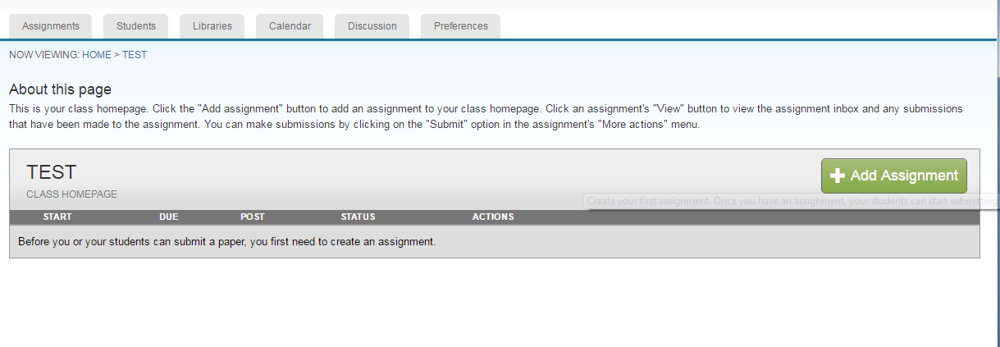 Assignments Students Libraries Calendar Discussion Preferences
NOW VIEWING: HOME > TEST
About this page
This is your class homepage. Click the "Add assignment" button to add an assignment to your class homepage. Click an assignment's "View" button to view the assignment inbox and any submissions
that have been made to the assignment. You can make submissions by clicking on the "Submit" option in the assignment's "More actions" menu.
TEST
Add Assignment
CLASS HOMEPAGE
Create your first assignment. Once you have an assignment, your students can start submitting
START DUE POST STATUS ACTIONS
Before you or your students can submit a paper, you first need to create an assignment.